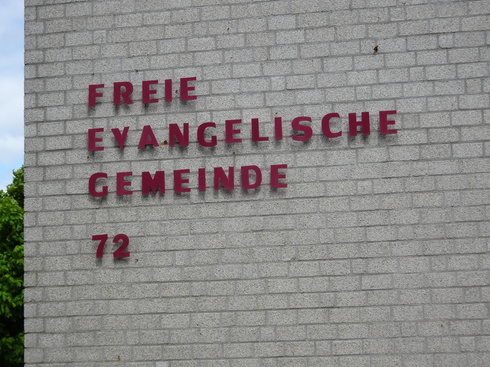 FREIE
EVANGELISCHE
GEMEINDE
72